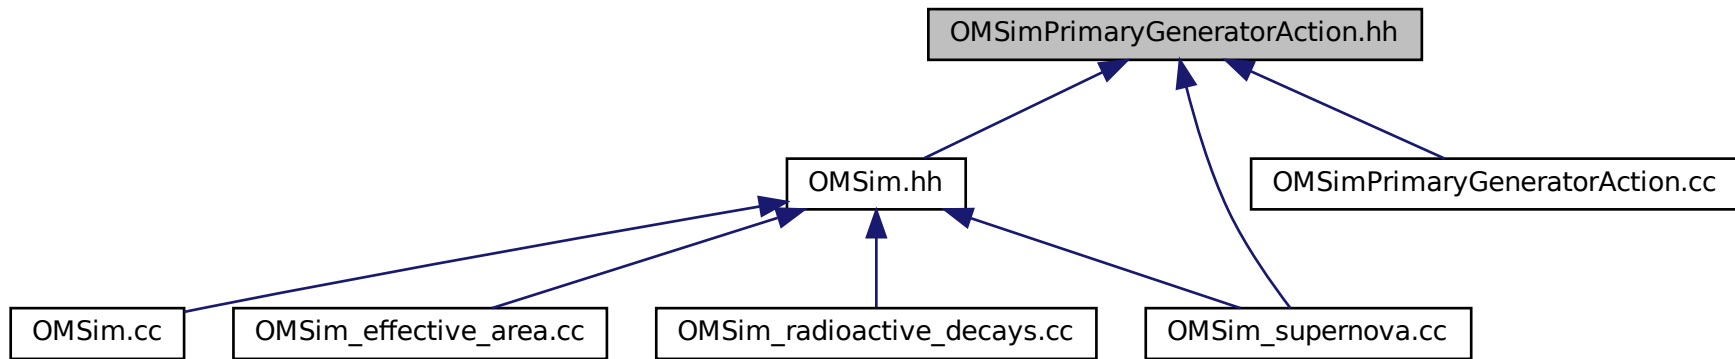 OMSimPrimaryGeneratorAction.hh
OMSim.hh
OMSimPrimaryGeneratorAction.cc
OMSim.cc
OMSim_effective_area.cc
OMSim_radioactive_decays.cc
OMSim_supernova.cc